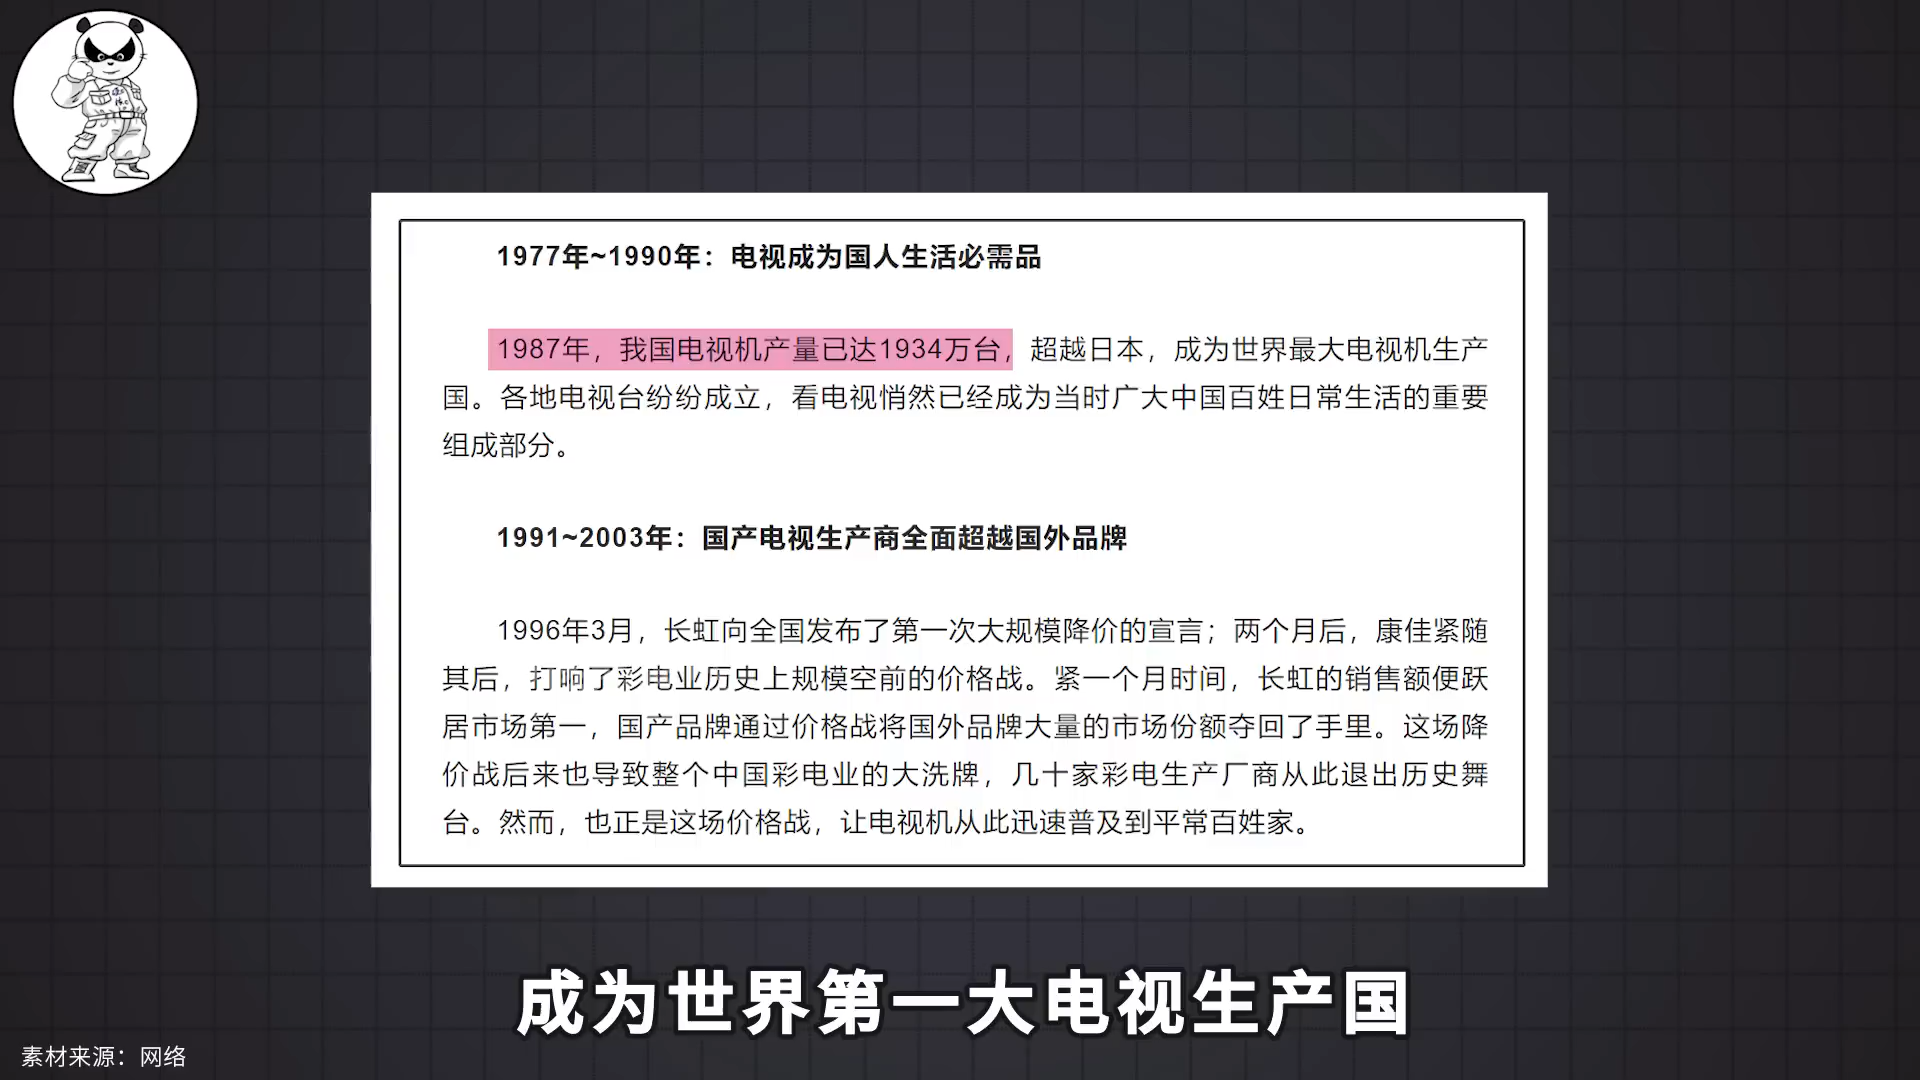 1977年~1990年：电视成为国人生活必需品
1987年，我国电视机产量已达1934万台，超越日本，成为世界最大电视机生产
国。各地电视台纷纷成立，看电视悄然已经成为当时广大中国百姓日常生活的重要
组成部分。
1991~2003年：国产电视生产商全面超越国外品牌
1996年3月，长虹向全国发布了第一次大规模降价的宣言；两个月后，康佳紧随
其后，打响了彩电业历史上规模空前的价格战。紧一个月时间，长虹的销售额便跃
居市场第一，国产品牌通过价格战将国外品牌大量的市场份额夺回了手里。这场降
价战后来也导致整个中国彩电业的大洗牌，几十家彩电生产厂商从此退出历史舞
台。然而，也正是这场价格战，让电视机从此迅速普及到平常百姓家。
成为世界第一大电视生产国
素材来源：网络